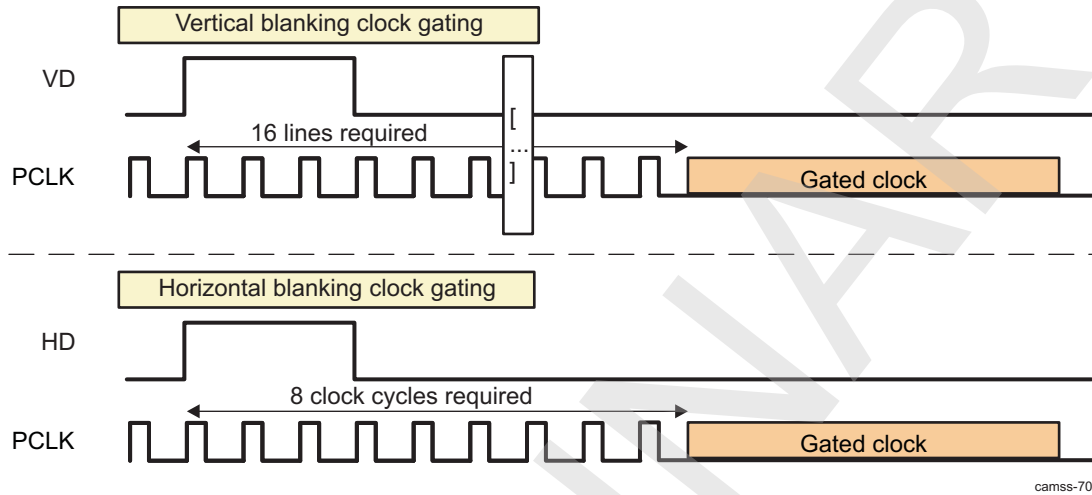 Vertical blanking clock gating
VD
[
...
]
16 lines required
PCLK
Gated clock
Horizontal blanking clock gating
HD
8 clock cycles required
PCLK
Gated clock
camss-70
INAR